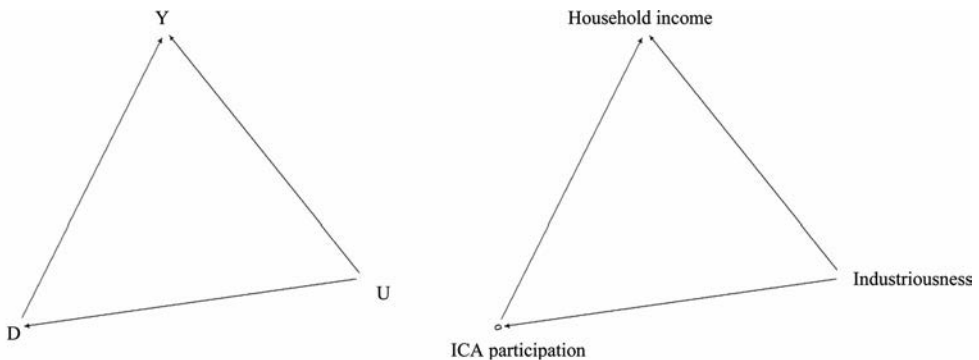 Y
U
D
Household income
Industriousness
ICA participation